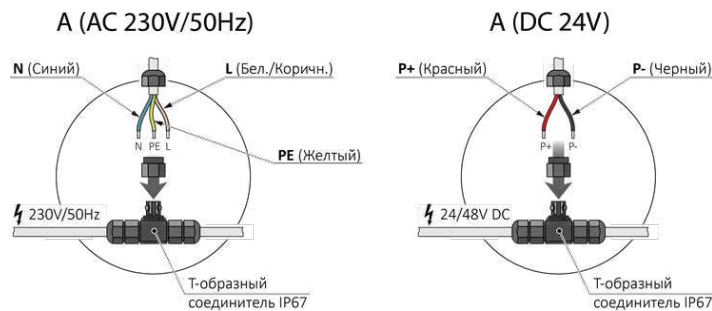 A (AC 230V/50Hz)
N (Синий)
L (Бел./Коричн.)
N PE L
PE (Желтый)
230V/50Hz
Т-образный
соединитель IP67
A (DC 24V)
P+ (Красный)
P- (Черный)
P+ P-
24/48V DC
Т-образный
соединитель IP67